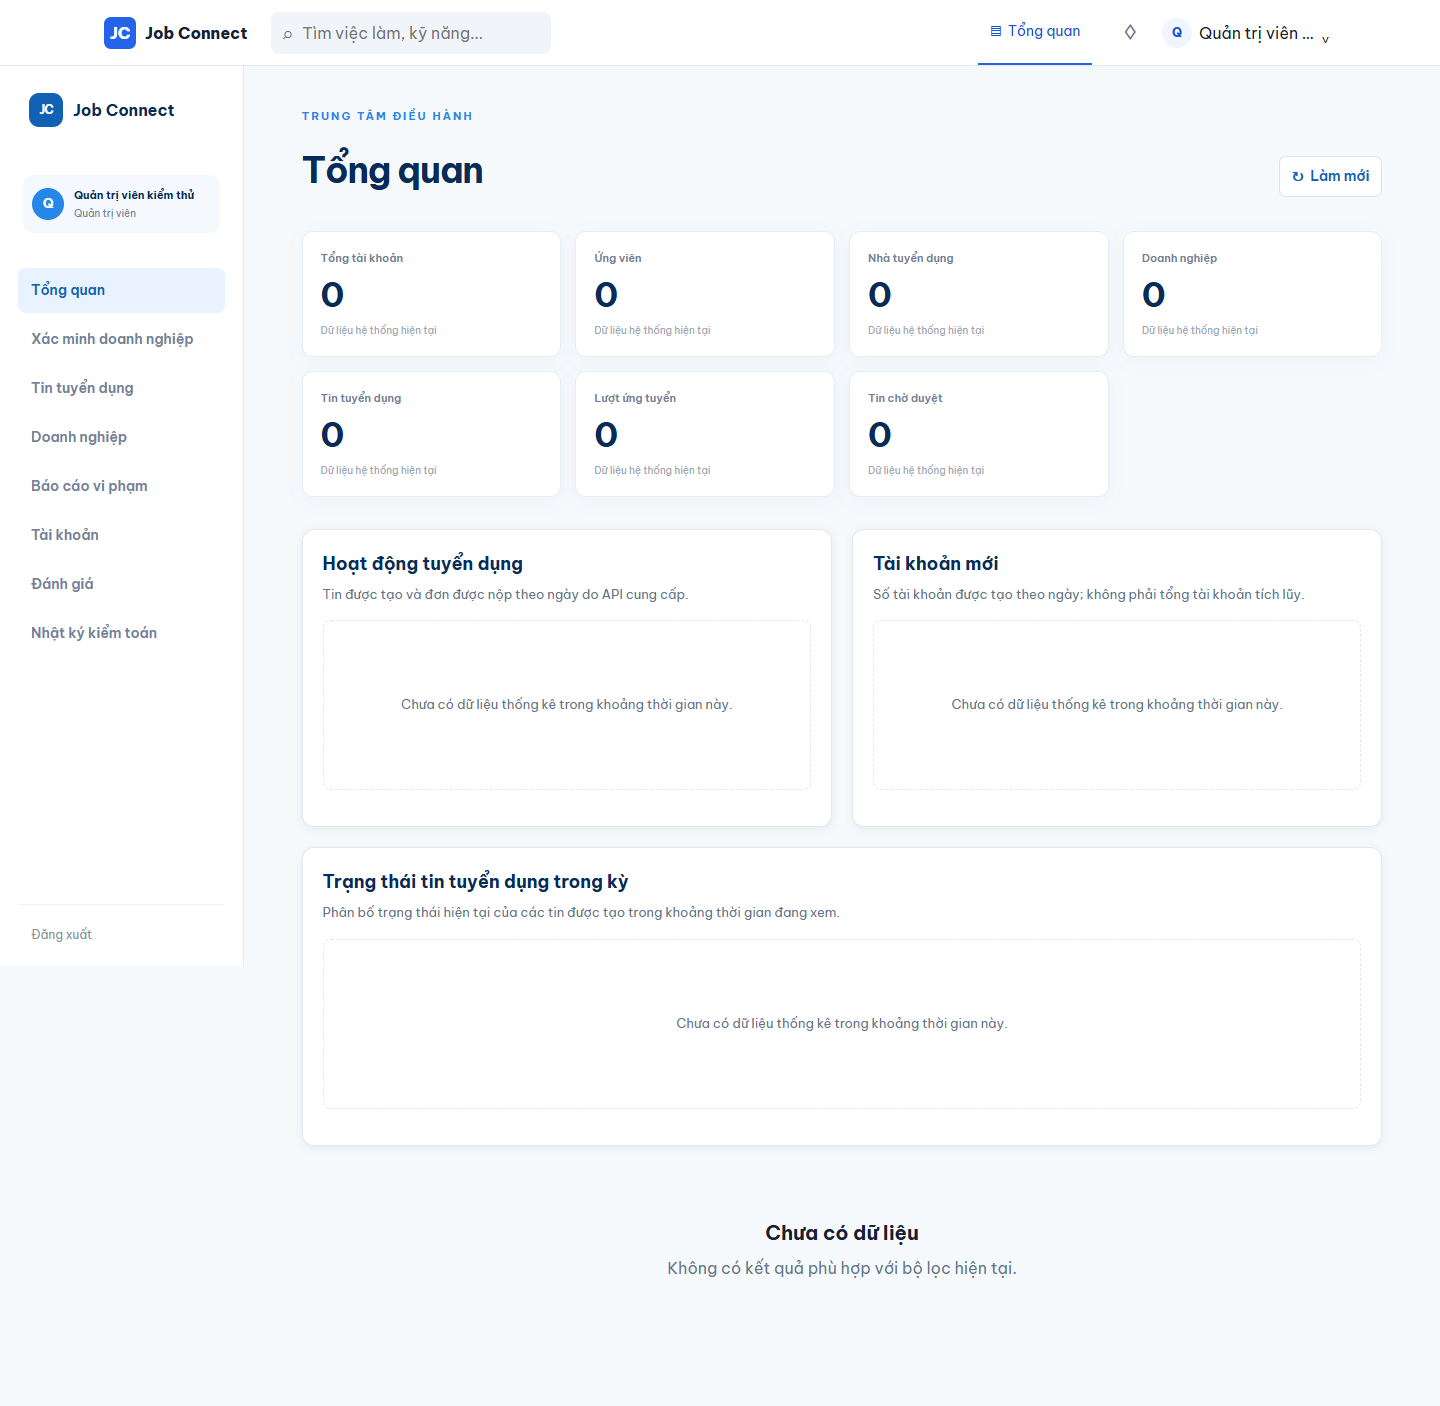 JC Job Connect
Tìm việc làm, kỹ năng...
Tổng quan
Q Quản trị viên ...
JC Job Connect
Q
Quản trị viên kiểm thử
Quản trị viên
Tổng quan
Xác minh doanh nghiệp
Tin tuyển dụng
Doanh nghiệp
Báo cáo vi phạm
Tài khoản
Đánh giá
Nhật ký kiểm toán
Đăng xuất
TRUNG TÂM ĐIỀU HÀNH
Tổng quan
↻ Làm mới
Tổng tài khoản
0
Dữ liệu hệ thống hiện tại
Ứng viên
0
Dữ liệu hệ thống hiện tại
Nhà tuyển dụng
0
Dữ liệu hệ thống hiện tại
Doanh nghiệp
0
Dữ liệu hệ thống hiện tại
Tin tuyển dụng
0
Dữ liệu hệ thống hiện tại
Lượt ứng tuyển
0
Dữ liệu hệ thống hiện tại
Tin chờ duyệt
0
Dữ liệu hệ thống hiện tại
Hoạt động tuyển dụng
Tin được tạo và đơn được nộp theo ngày do API cung cấp.
Chưa có dữ liệu thống kê trong khoảng thời gian này.
Tài khoản mới
Số tài khoản được tạo theo ngày; không phải tổng tài khoản tích lũy.
Chưa có dữ liệu thống kê trong khoảng thời gian này.
Trạng thái tin tuyển dụng trong kỳ
Phân bố trạng thái hiện tại của các tin được tạo trong khoảng thời gian đang xem.
Chưa có dữ liệu thống kê trong khoảng thời gian này.
Chưa có dữ liệu
Không có kết quả phù hợp với bộ lọc hiện tại.